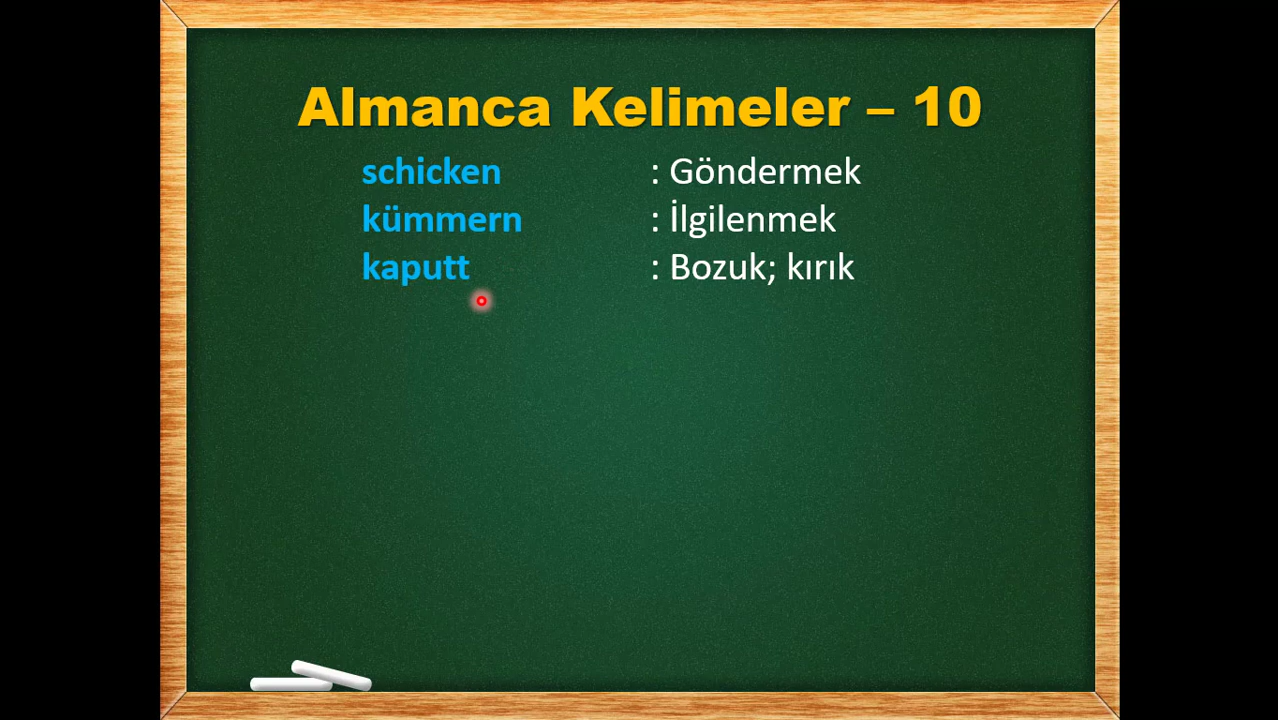 Almanca Kelimeler – 10
schicken : Göndermek
kümmern : İlgilenmek
kaputt : Bozuk; kırık